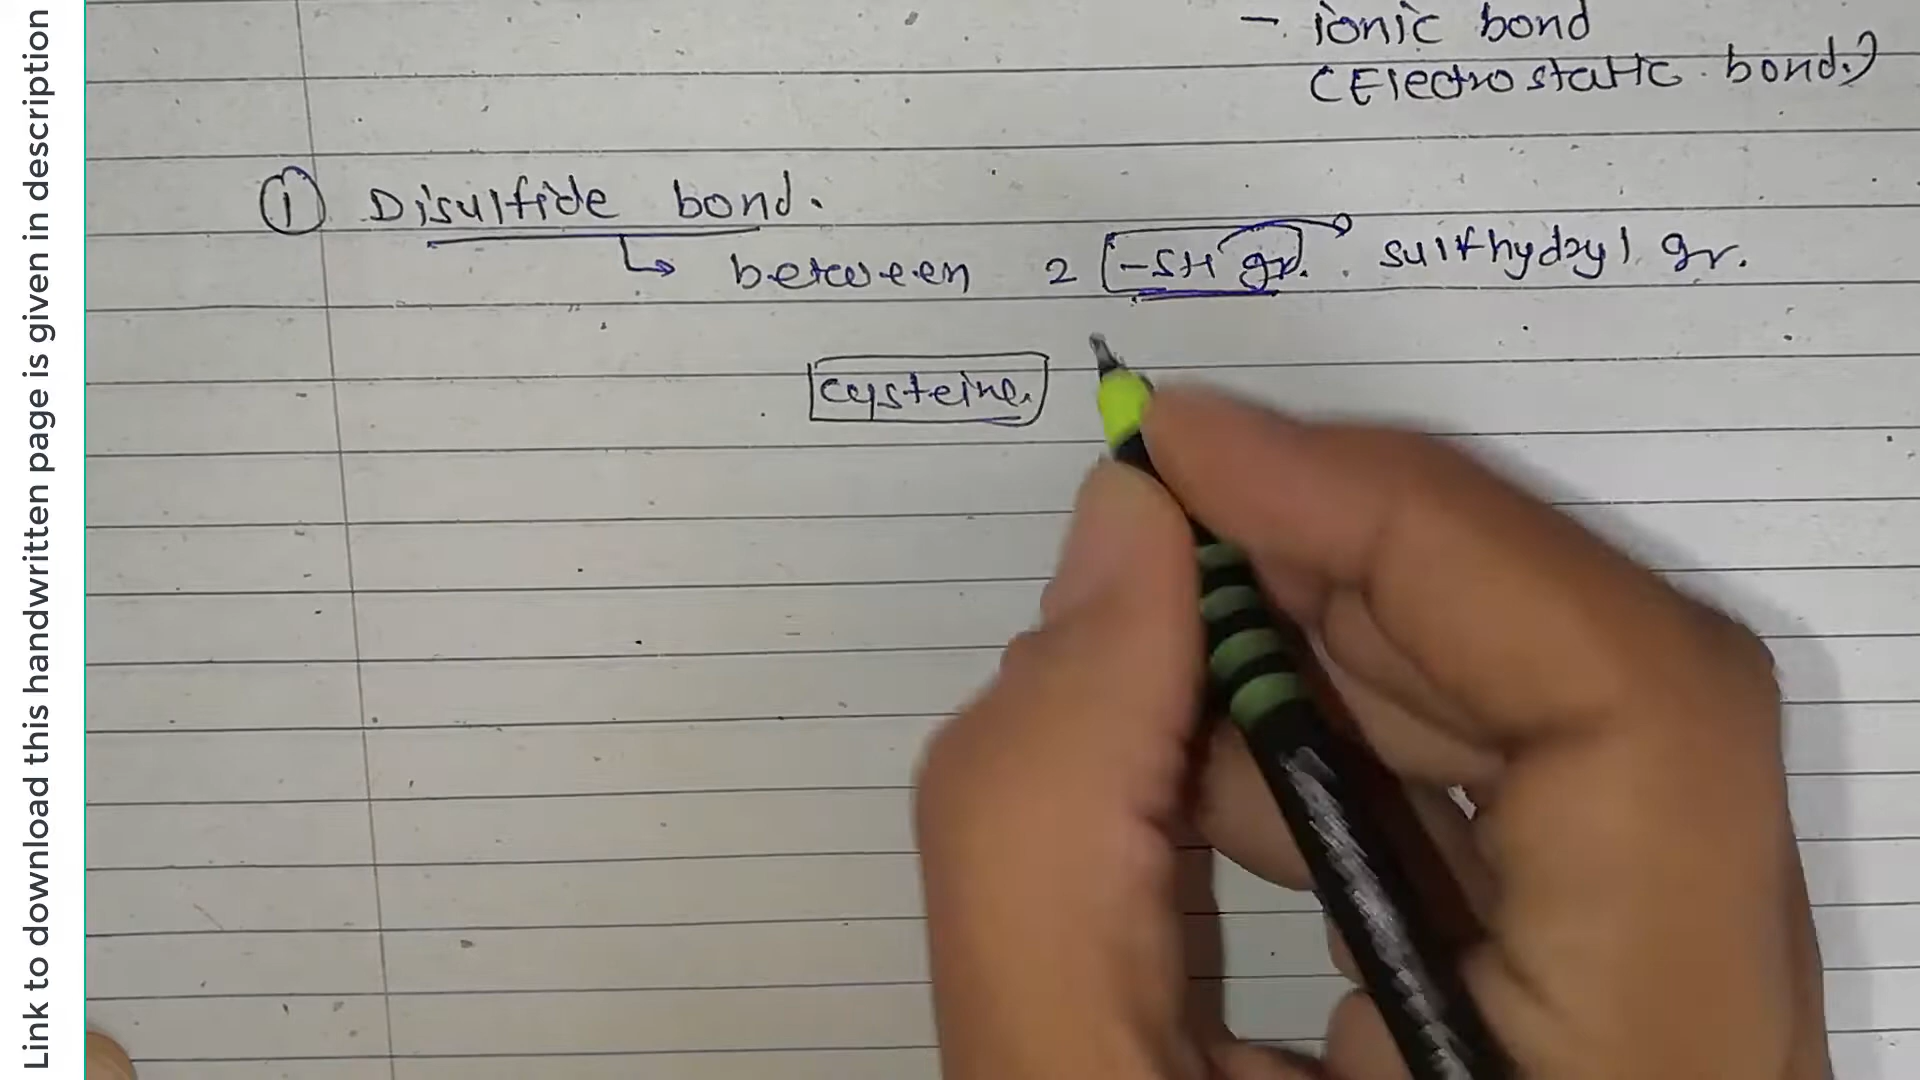 Link to download this handwritten page is given in description
- ionic bond
(Electrostatic bond.)
① Disulfide bond.
between 2 -SH gr. sulfhydryl gr.
cysteine.